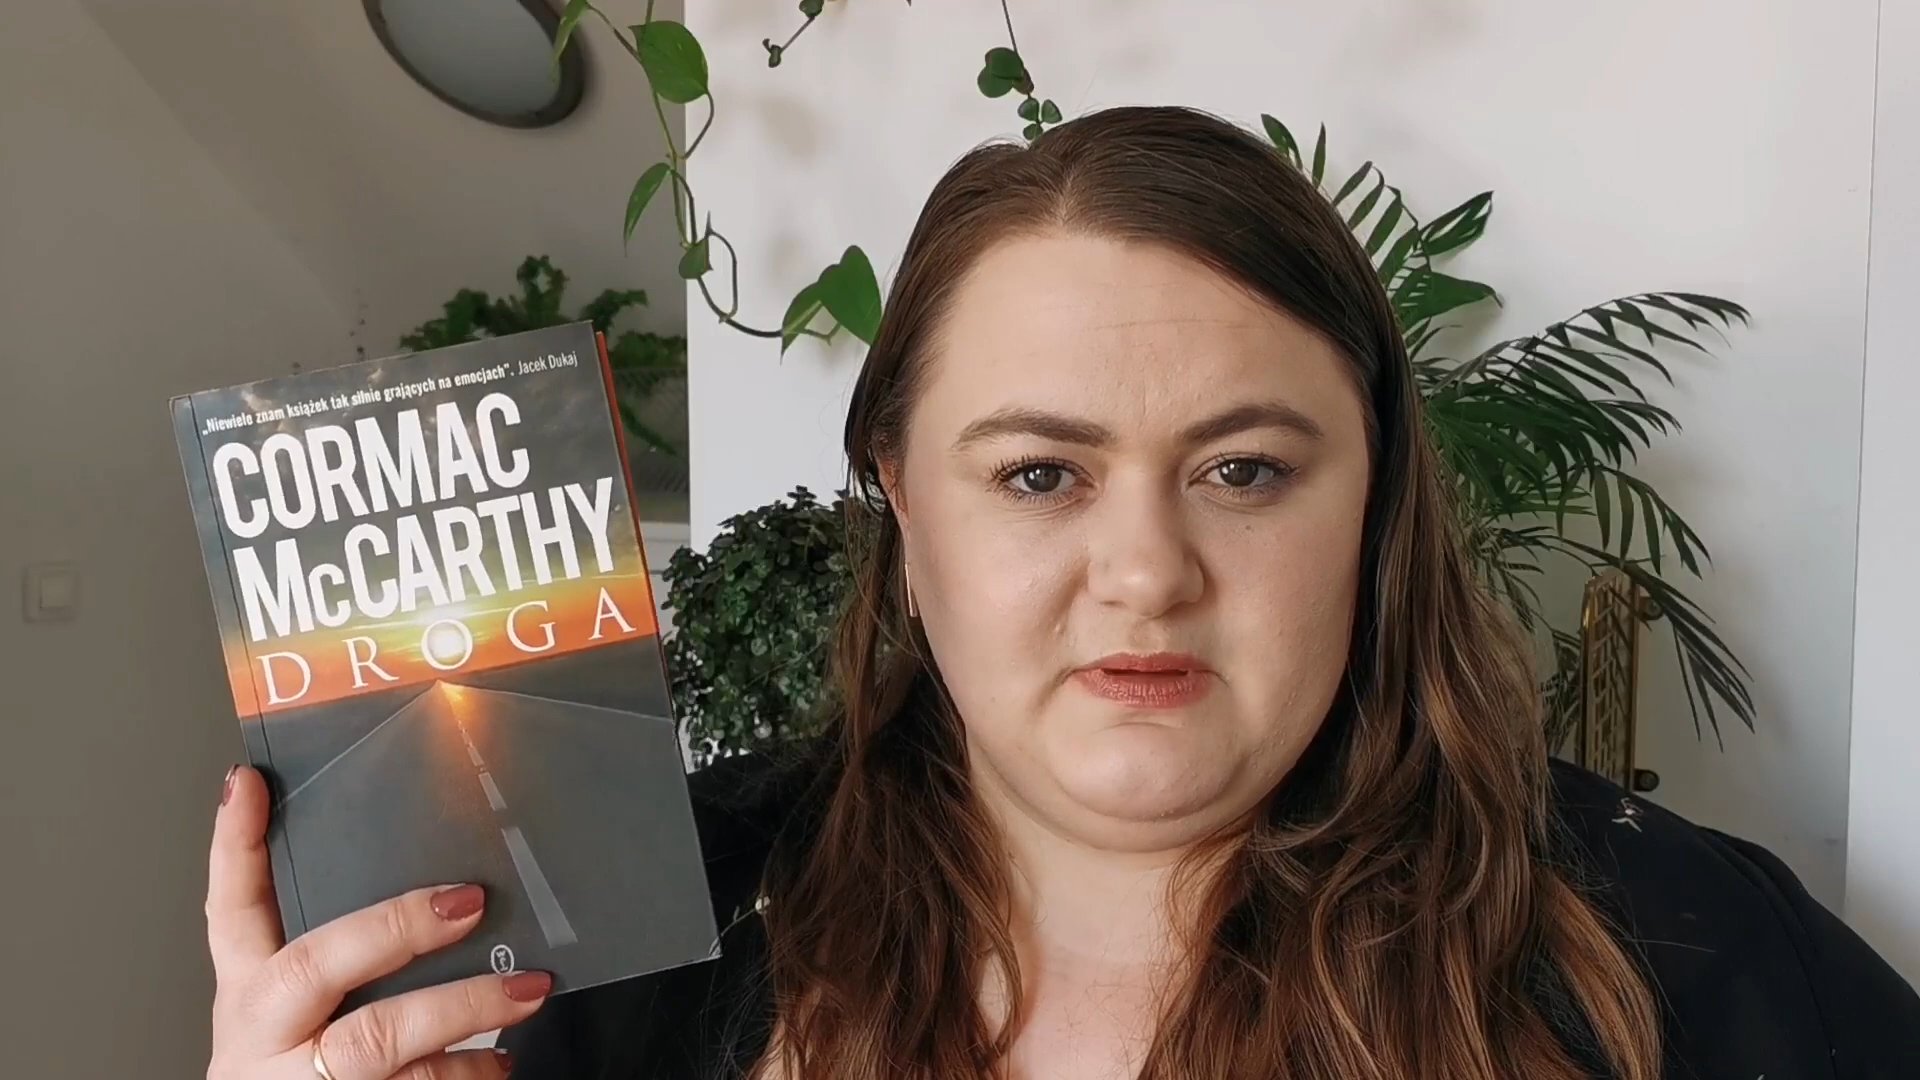 „Niewiele znam książek tak silnie grających na emocjach". Jacek Dukaj
CORMAC
McCARTHY
DROGA